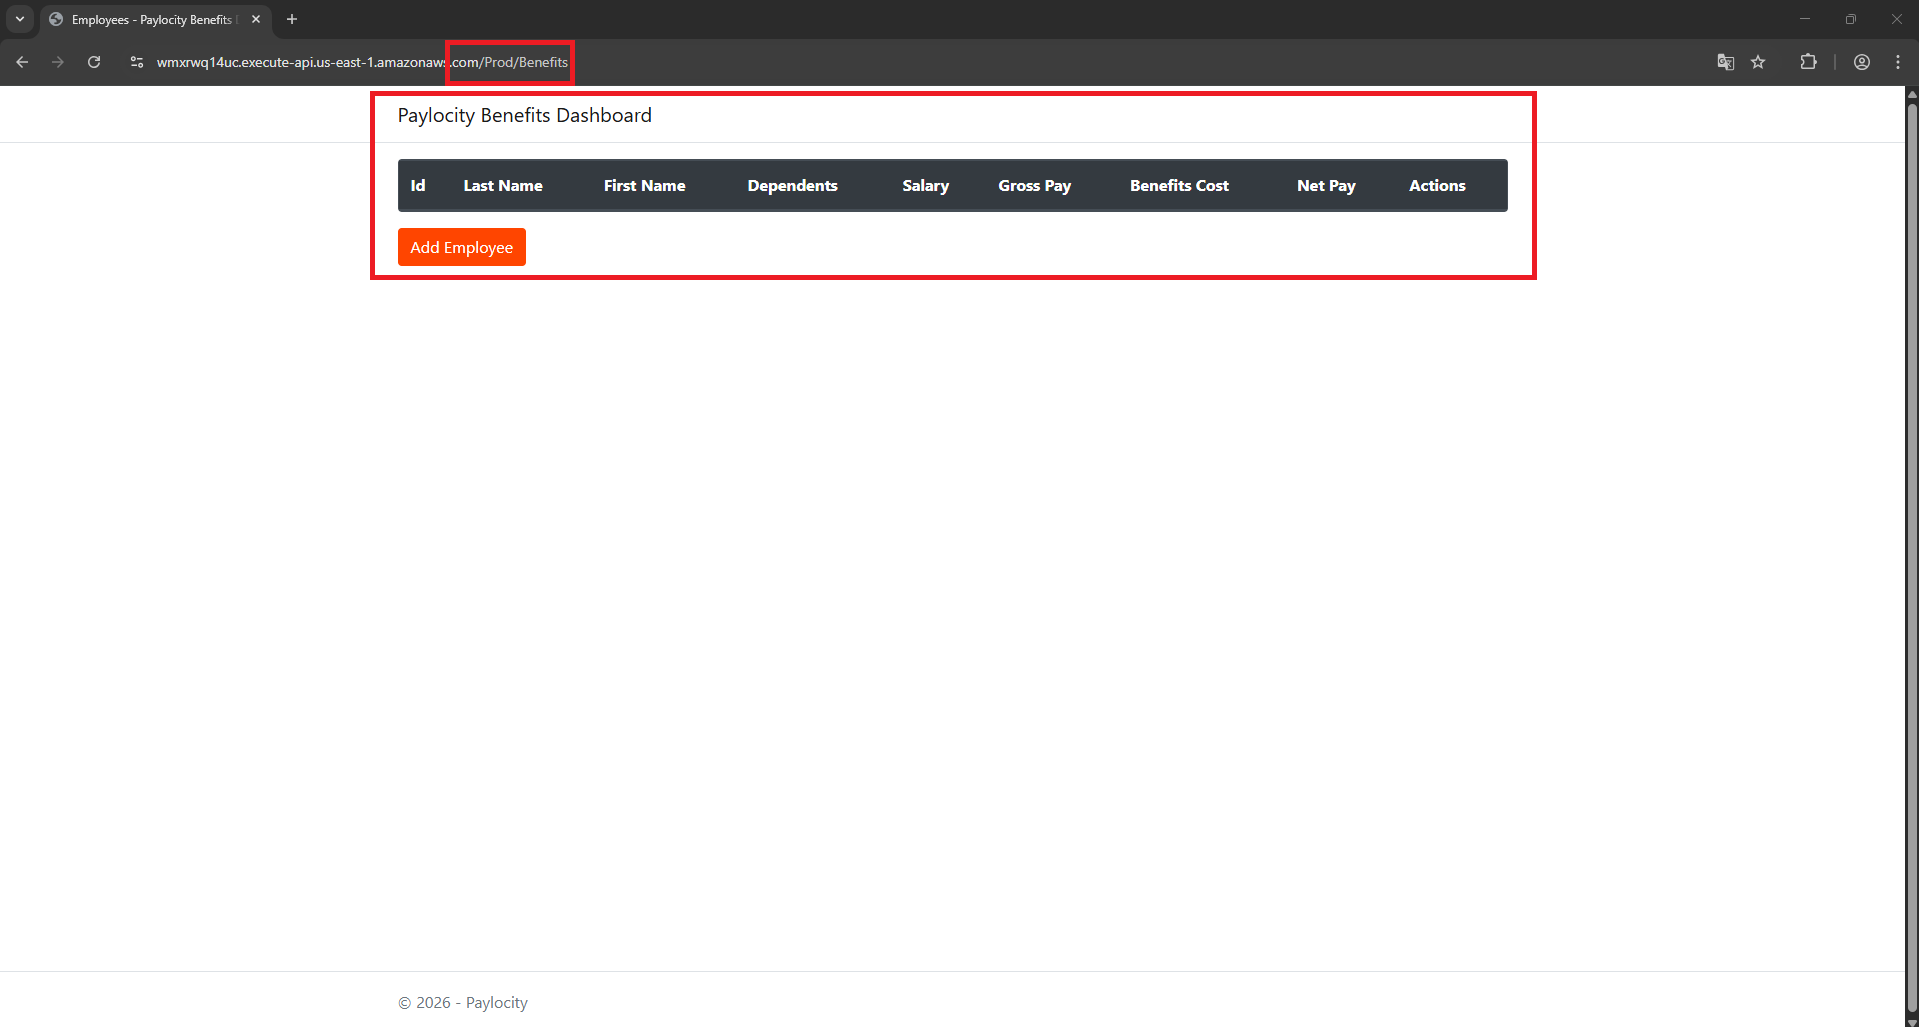 Employees - Paylocity Benefits
wmxrwq14uc.execute-api.us-east-1.amazonaws.com/Prod/Benefits
Paylocity Benefits Dashboard
Id Last Name First Name Dependents Salary Gross Pay Benefits Cost Net Pay Actions
Add Employee
© 2026 - Paylocity